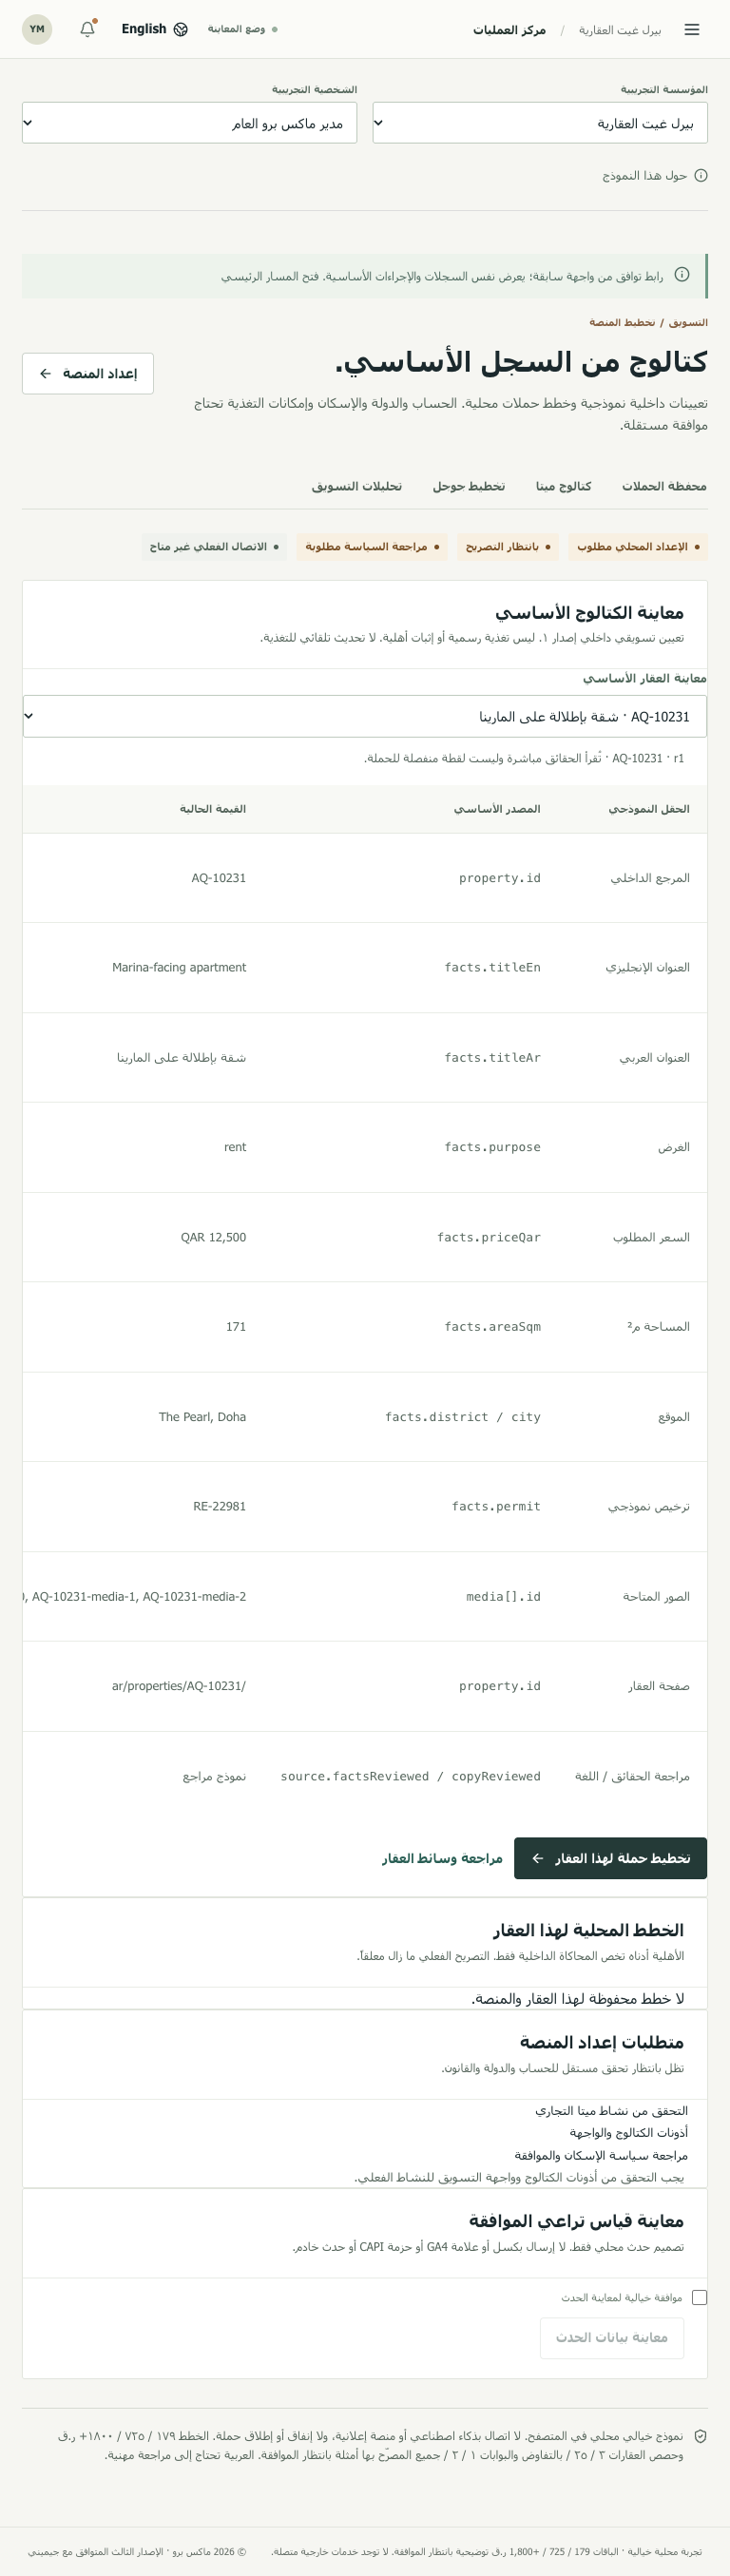 بيرل غيت العقارية / مركز العمليات
وضع المعاينة
English
YM
المؤسسة التجريبية
بيرل غيت العقارية
الشخصية التجريبية
مدير ماكس برو العام
حول هذا النموذج
رابط توافق من واجهة سابقة؛ يعرض نفس السجلات والإجراءات الأساسية. فتح المسار الرئيسي
التسويق / تخطيط المنصة
كتالوج من السجل الأساسي.
إعداد المنصة
تعيينات داخلية نموذجية وخطط حملات محلية. الحساب والدولة والإسكان وإمكانات التغذية تحتاج
موافقة مستقلة.
محفظة الحملات
كتالوج ميتا
تخطيط جوجل
تحليلات التسويق
الإعداد المحلي مطلوب
بانتظار التصريح
مراجعة السياسة مطلوبة
الاتصال الفعلي غير متاح
معاينة الكتالوج الأساسي
تعيين تسويقي داخلي إصدار ١. ليس تغذية رسمية أو إثبات أهلية. لا تحديث تلقائي للتغذية.
معاينة العقار الأساسي
AQ-10231 · شقة بإطلالة على المارينا
AQ-10231 · r1 · تُقرأ الحقائق مباشرة وليست لقطة منفصلة للحملة.
الحقل النموذجي المصدر الأساسي القيمة الحالية
المرجع الداخلي property.id AQ-10231
العنوان الإنجليزي facts.titleEn Marina-facing apartment
العنوان العربي facts.titleAr شقة بإطلالة على المارينا
الغرض facts.purpose rent
السعر المطلوب facts.priceQar QAR 12,500
المساحة م² facts.areaSqm 171
الموقع facts.district / city The Pearl, Doha
ترخيص نموذجي facts.permit RE-22981
الصور المتاحة media[].id , AQ-10231-media-1, AQ-10231-media-2
صفحة العقار property.id ar/properties/AQ-10231/
مراجعة الحقائق / اللغة source.factsReviewed / copyReviewed نموذج مراجع
تخطيط حملة لهذا العقار
مراجعة وسائط العقار
الخطط المحلية لهذا العقار
الأهلية أدناه تخص المحاكاة الداخلية فقط. التصريح الفعلي ما زال معلقاً.
لا خطط محفوظة لهذا العقار والمنصة.
متطلبات إعداد المنصة
تظل بانتظار تحقق مستقل للحساب والدولة والقانون.
التحقق من نشاط ميتا التجاري
أذونات الكتالوج والواجهة
مراجعة سياسة الإسكان والموافقة
يجب التحقق من أذونات الكتالوج وواجهة التسويق للنشاط الفعلي.
معاينة قياس تراعي الموافقة
تصميم حدث محلي فقط. لا إرسال بكسل أو علامة GA4 أو حزمة CAPI أو حدث خادم.
موافقة خيالية لمعاينة الحدث
معاينة بيانات الحدث
نموذج خيالي محلي في المتصفح. لا اتصال بذكاء اصطناعي أو منصة إعلانية، ولا إنفاق أو إطلاق حملة. الخطط ١٧٩ / ٧٢٥ / ١٨٠٠+ ر.ق
وحصص العقارات ٣ / ٢٥ / بالتفاوض والبوابات ١ / ٢ / جميع المصرّح بها أمثلة بانتظار الموافقة. العربية تحتاج إلى مراجعة مهنية.
تجربة محلية خيالية · الباقات 179 / 725 / +1,800 ر.ق توضيحية بانتظار الموافقة. لا توجد خدمات خارجية متصلة.
© 2026 ماكس برو · الإصدار الثالث المتوافق مع جيميني